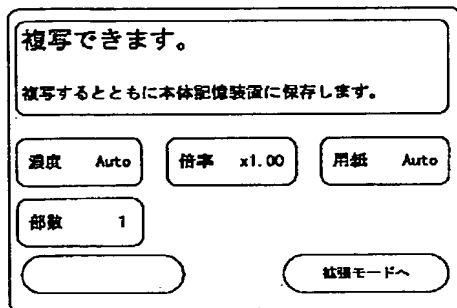 複写できます。
複写するとともに本体記憶装置に保存します。
濃度 Auto 倍率 x1.00 用紙 Auto
部数 1
拡張モードへ